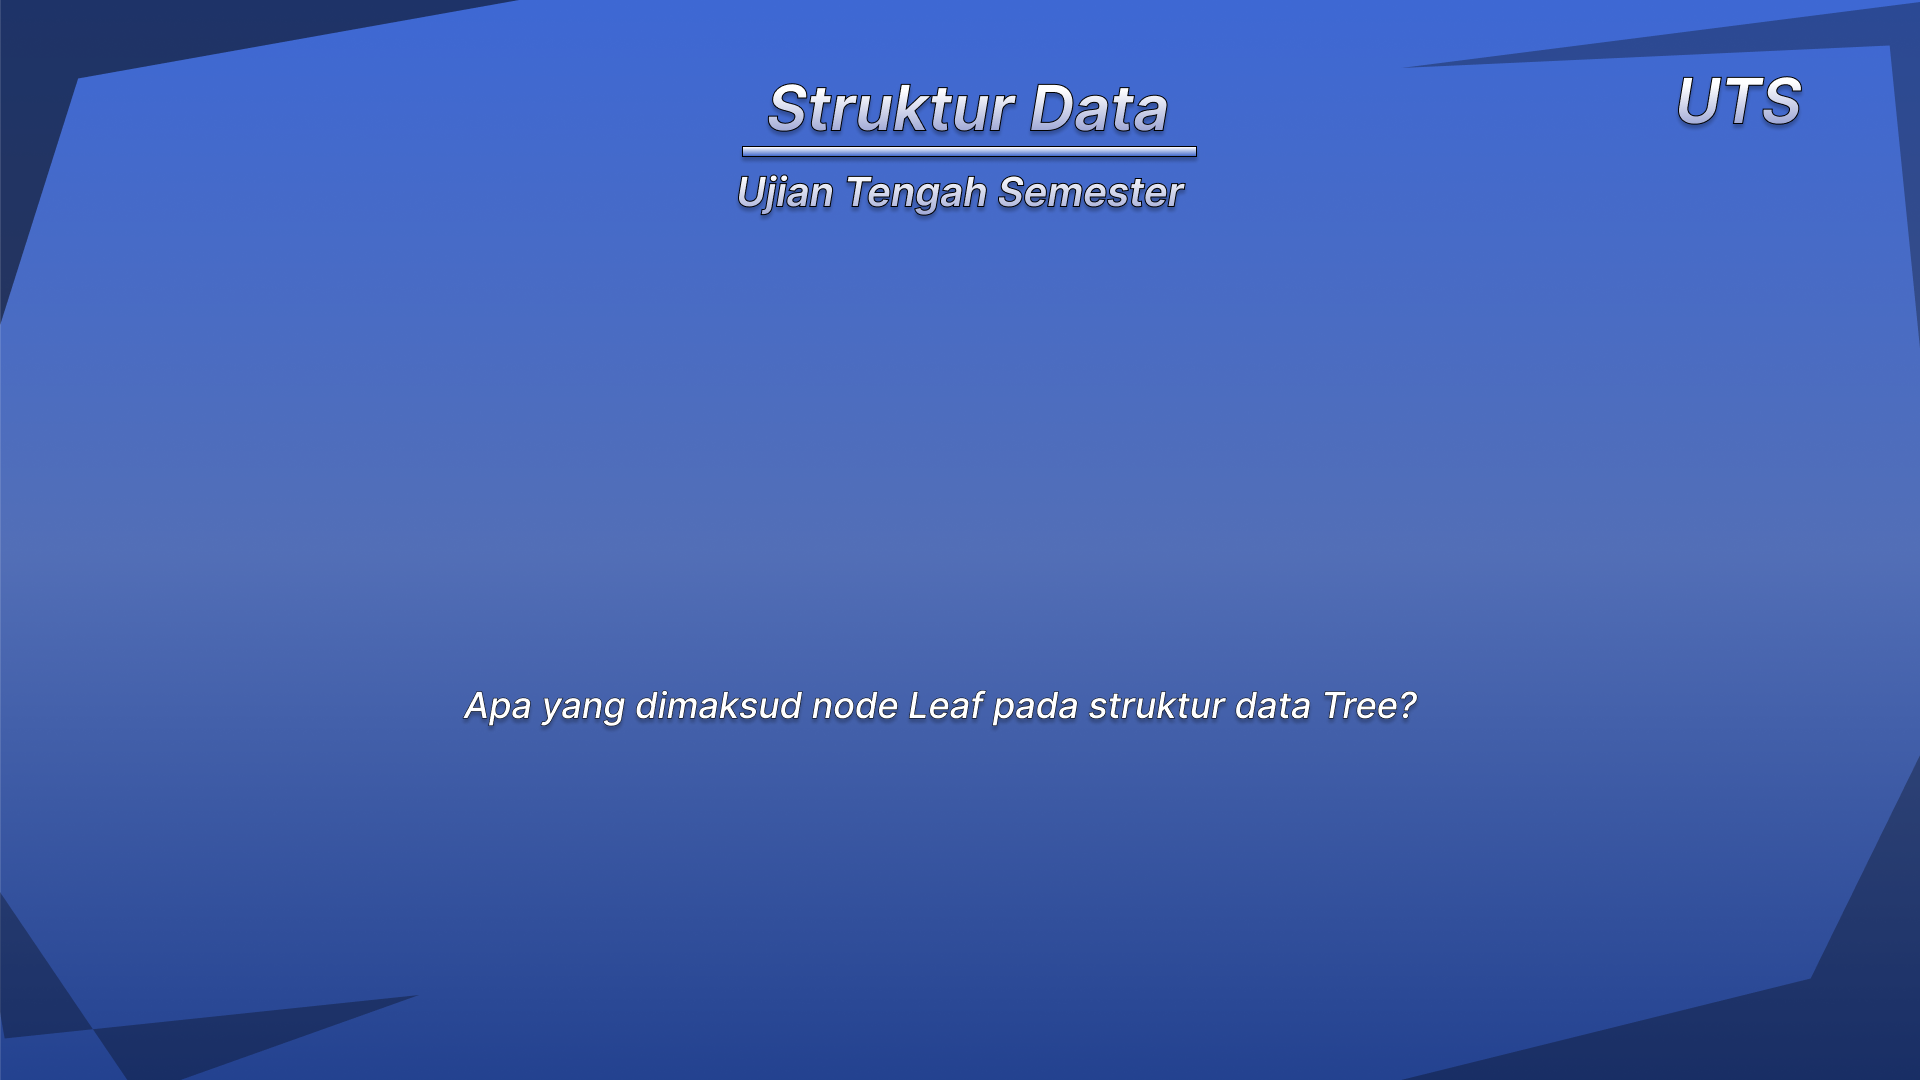 Struktur Data
UTS
Ujian Tengah Semester
Apa yang dimaksud node Leaf pada struktur data Tree?